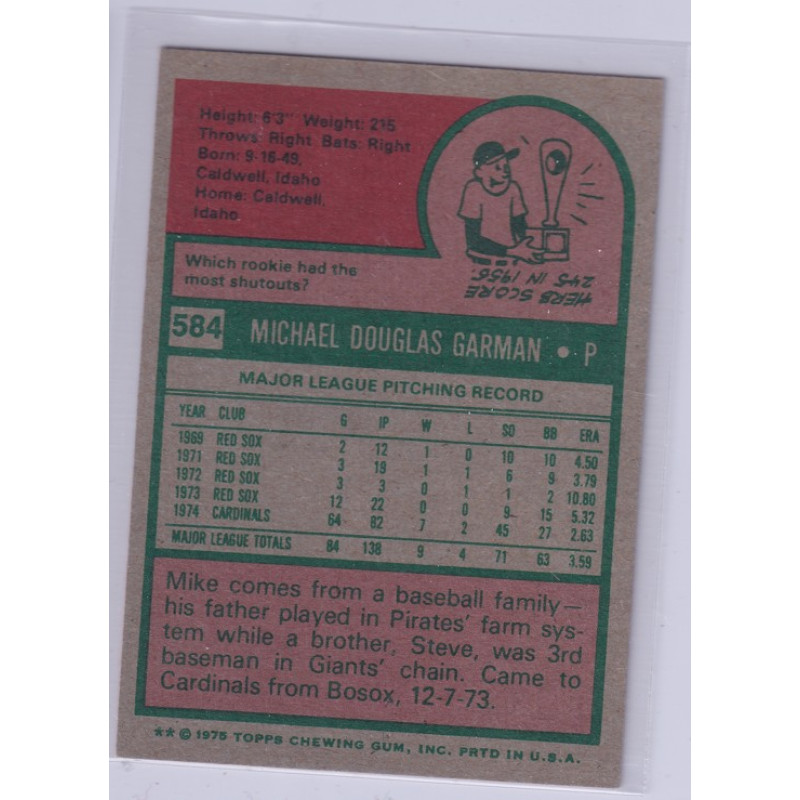 Height: 6'3" Weight: 215
Throws: Right Bats: Right
Born: 9-16-49,
Caldwell, Idaho
Home: Caldwell,
Idaho
Which rookie had the
most shutouts?
HERB SCORE
245 IN 1955.
584 MICHAEL DOUGLAS GARMAN • P
MAJOR LEAGUE PITCHING RECORD
YEAR CLUB G IP W L SO BB ERA
1969 RED SOX 2 12 1 0 10 10 4.50
1971 RED SOX 3 19 1 1 6 9 3.79
1972 RED SOX 3 3 0 1 1 2 10.80
1973 RED SOX 12 22 0 0 9 15 5.32
1974 CARDINALS 64 82 7 2 45 27 2.63
MAJOR LEAGUE TOTALS 84 138 9 4 71 63 3.59
Mike comes from a baseball family—
his father played in Pirates' farm sys-
tem while a brother, Steve, was 3rd
baseman in Giants' chain. Came to
Cardinals from Bosox, 12-7-73.
** © 1975 TOPPS CHEWING GUM, INC. PRTD IN U.S.A.